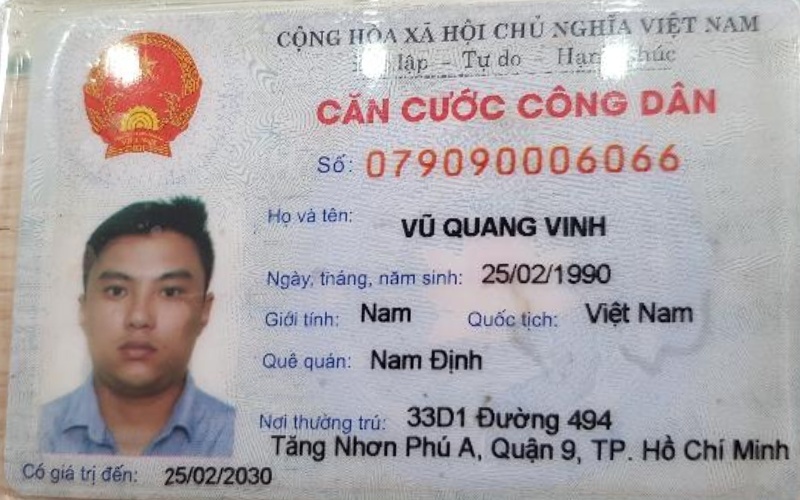 CỘNG HÒA XÃ HỘI CHỦ NGHĨA VIỆT NAM
lập - Tự do - Hạnh phúc
CĂN CƯỚC CÔNG DÂN
Số: 079090006066
Họ và tên: VŨ QUANG VINH
Ngày, tháng, năm sinh: 25/02/1990
Giới tính: Nam Quốc tịch: Việt Nam
Quê quán: Nam Định
Nơi thường trú: 33D1 Đường 494
Tăng Nhơn Phú A, Quận 9, TP. Hồ Chí Minh
Có giá trị đến: 25/02/2030